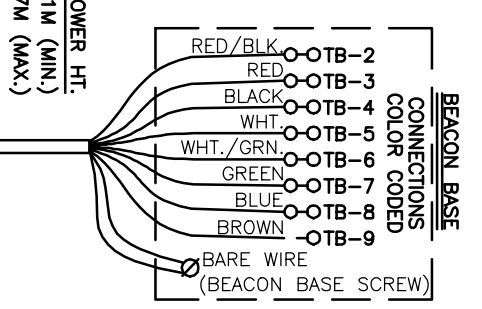 OWER HT.
1M (MIN.)
7M (MAX.)
RED/BLK. TB-2
RED TB-3
BLACK TB-4
WHT. TB-5
WHT./GRN. TB-6
GREEN TB-7
BLUE TB-8
BROWN TB-9
BARE WIRE
(BEACON BASE SCREW)
BEACON BASE
CONNECTIONS
COLOR CODED